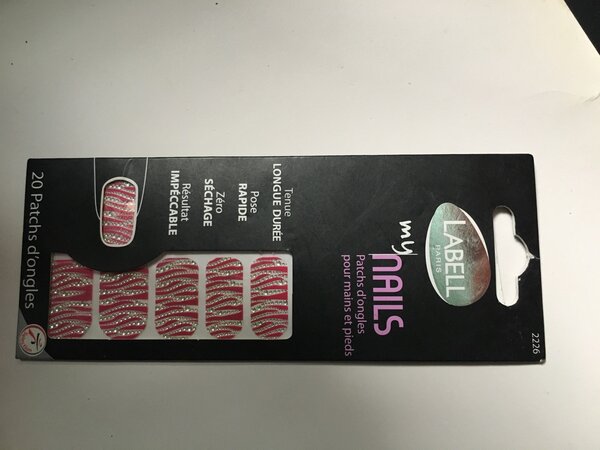 2226
LABELL
PARIS
my NAILS
Patchs d'ongles
pour mains et pieds
Tenue
LONGUE DURÉE
Pose
RAPIDE
Zéro
SÉCHAGE
Résultat
IMPÉCCABLE
20 Patchs d'ongles